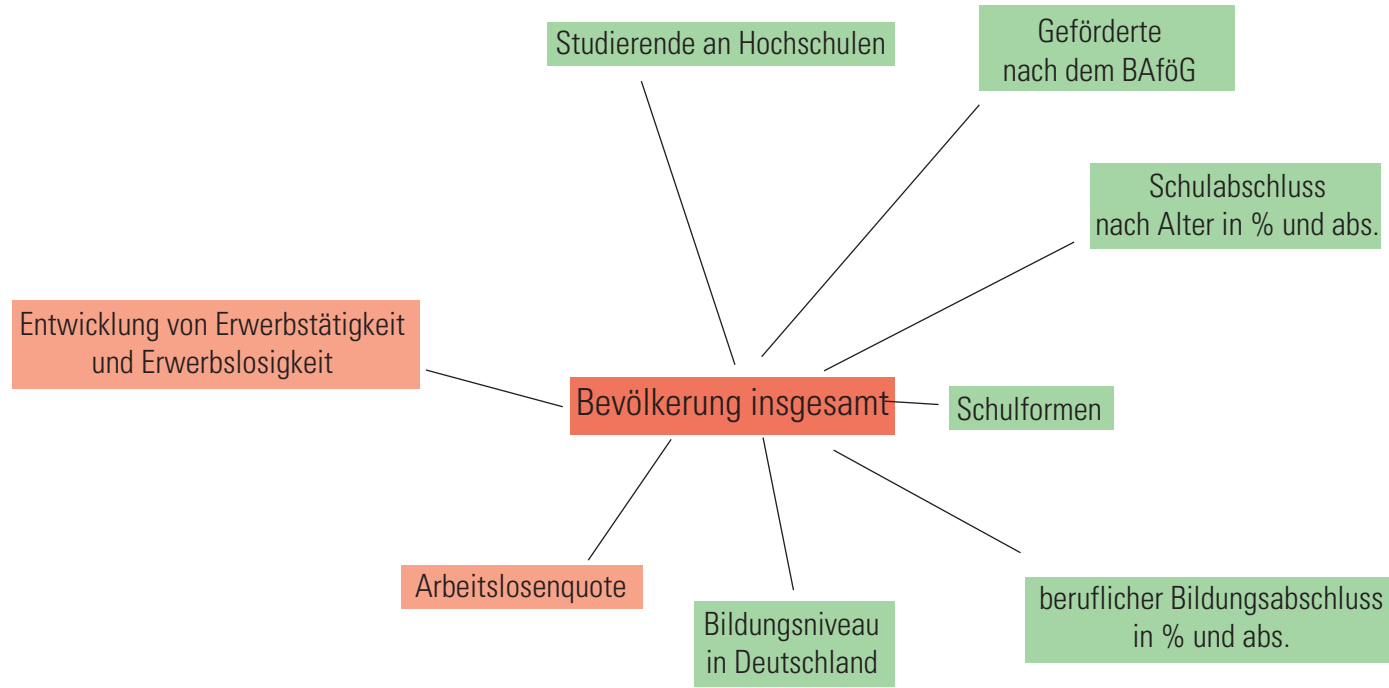 Studierende an Hochschulen
Geförderte
nach dem BAföG
Schulabschluss
nach Alter in % und abs.
Entwicklung von Erwerbstätigkeit
und Erwerbslosigkeit
Bevölkerung insgesamt
Schulformen
Arbeitslosenquote
Bildungsniveau
in Deutschland
beruflicher Bildungsabschluss
in % und abs.